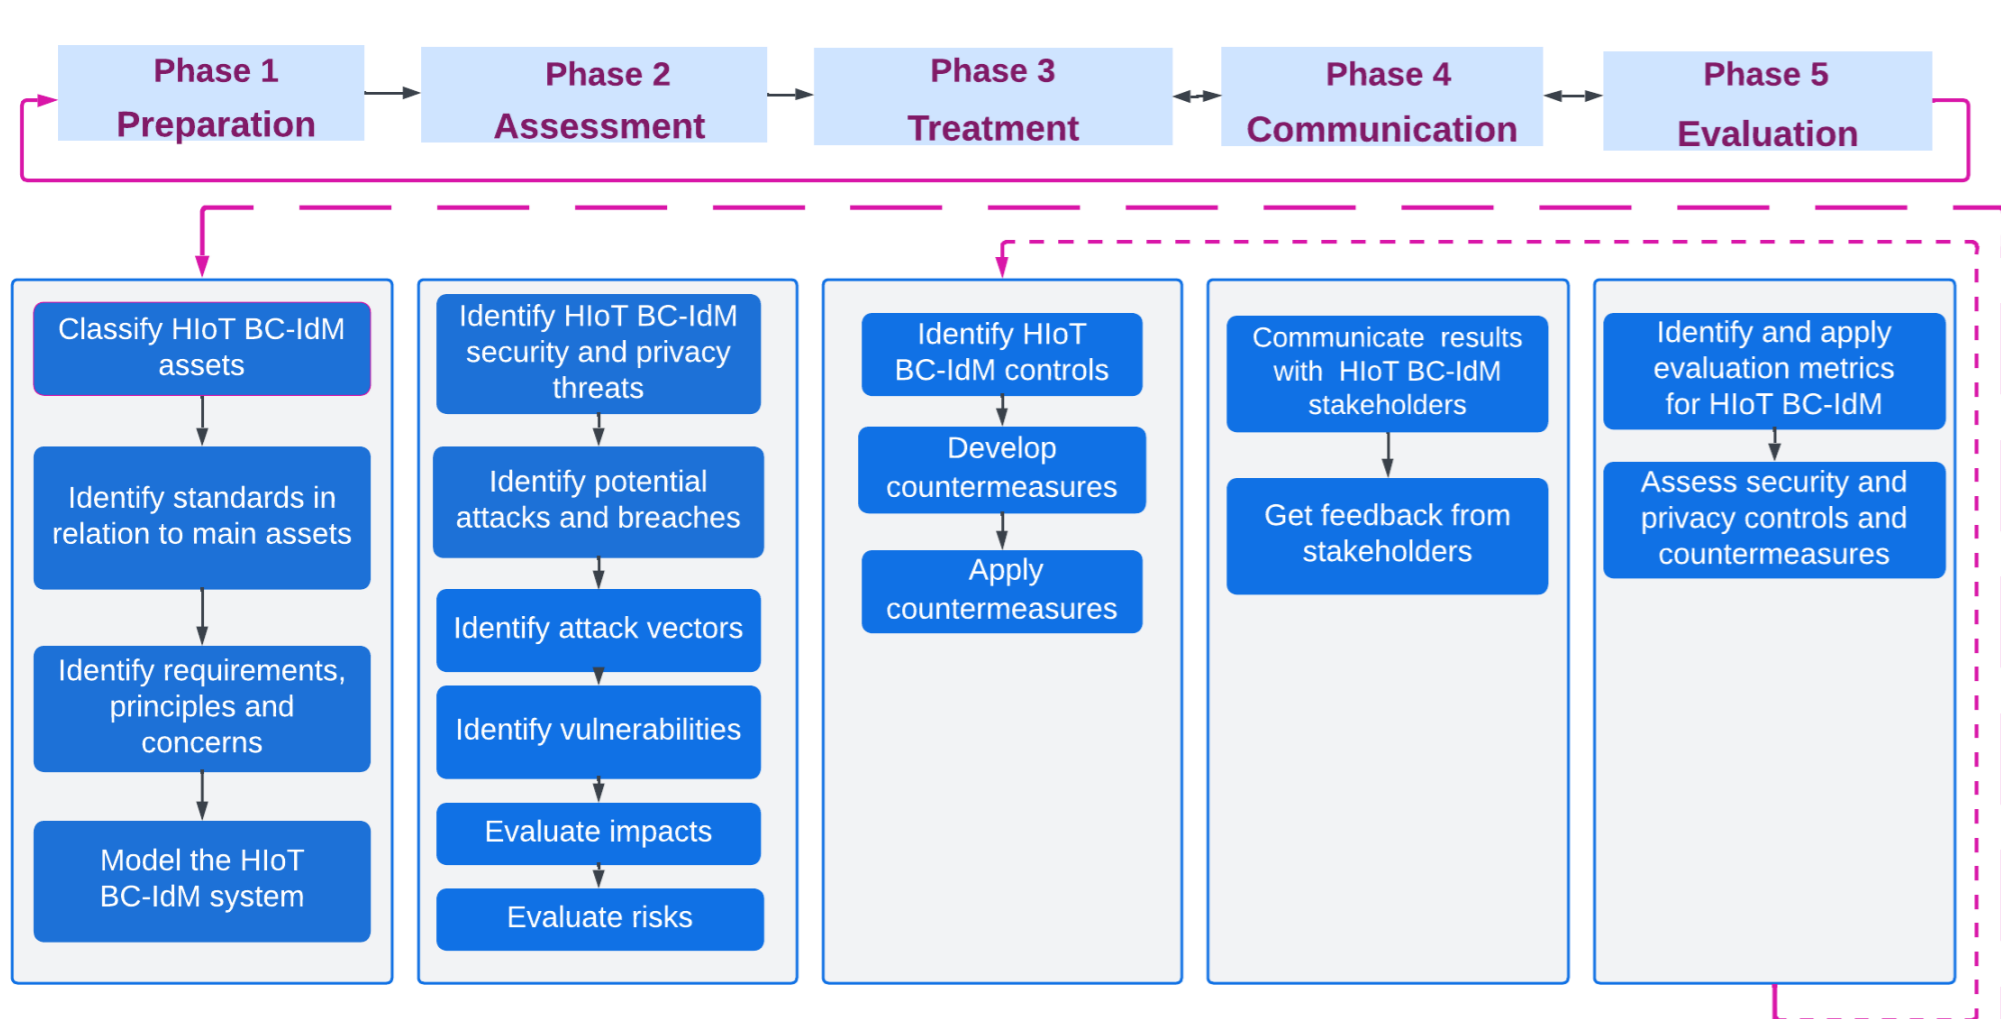 Phase 1
Preparation
Phase 2
Assessment
Phase 3
Treatment
Phase 4
Communication
Phase 5
Evaluation
Classify HIoT BC-IdM
assets
Identify standards in
relation to main assets
Identify requirements,
principles and
concerns
Model the HIoT
BC-IdM system
Identify HIoT BC-IdM
security and privacy
threats
Identify potential
attacks and breaches
Identify attack vectors
Identify vulnerabilities
Evaluate impacts
Evaluate risks
Identify HIoT
BC-IdM controls
Develop
countermeasures
Apply
countermeasures
Communicate results
with HIoT BC-IdM
stakeholders
Get feedback from
stakeholders
Identify and apply
evaluation metrics
for HIoT BC-IdM
Assess security and
privacy controls and
countermeasures